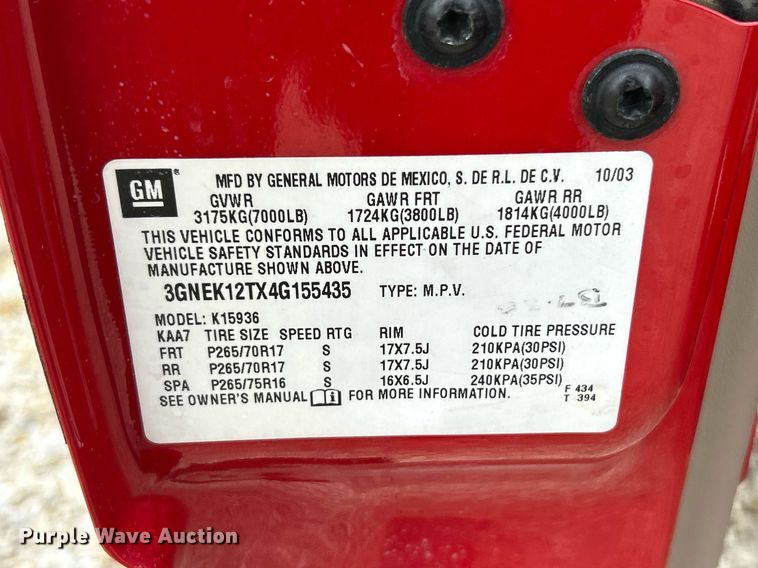 GM ® MFD BY GENERAL MOTORS DE MEXICO, S. DE R.L. DE C.V. 10/03
GVWR GAWR FRT GAWR RR
3175KG(7000LB) 1724KG(3800LB) 1814KG(4000LB)
THIS VEHICLE CONFORMS TO ALL APPLICABLE U.S. FEDERAL MOTOR
VEHICLE SAFETY STANDARDS IN EFFECT ON THE DATE OF
MANUFACTURE SHOWN ABOVE.
3GNEK12TX4G155435 TYPE: M.P.V.
MODEL: K15936
KAA7 TIRE SIZE SPEED RTG RIM COLD TIRE PRESSURE
FRT P265/70R17 S 17X7.5J 210KPA(30PSI)
RR P265/70R17 S 17X7.5J 210KPA(30PSI)
SPA P265/75R16 S 16X6.5J 240KPA(35PSI)
SEE OWNER'S MANUAL FOR MORE INFORMATION. F 434
T 394
Purple Wave Auction